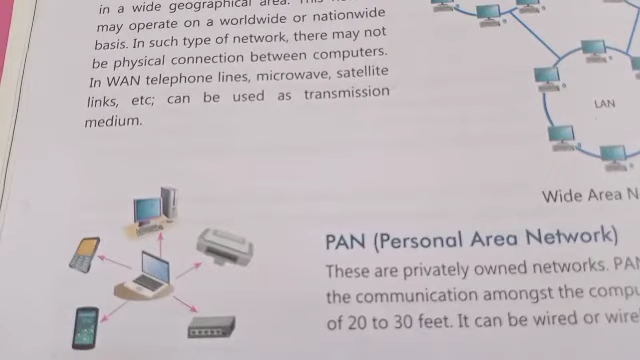 in a wide geographical area. This
may operate on a worldwide or nationwide
basis. In such type of network, there may not
be physical connection between computers.
In WAN telephone lines, microwave, satellite
links, etc; can be used as transmission
medium.
LAN
Wide Area N
PAN (Personal Area Network)
These are privately owned networks. PAN
the communication amongst the compu
of 20 to 30 feet. It can be wired or wire